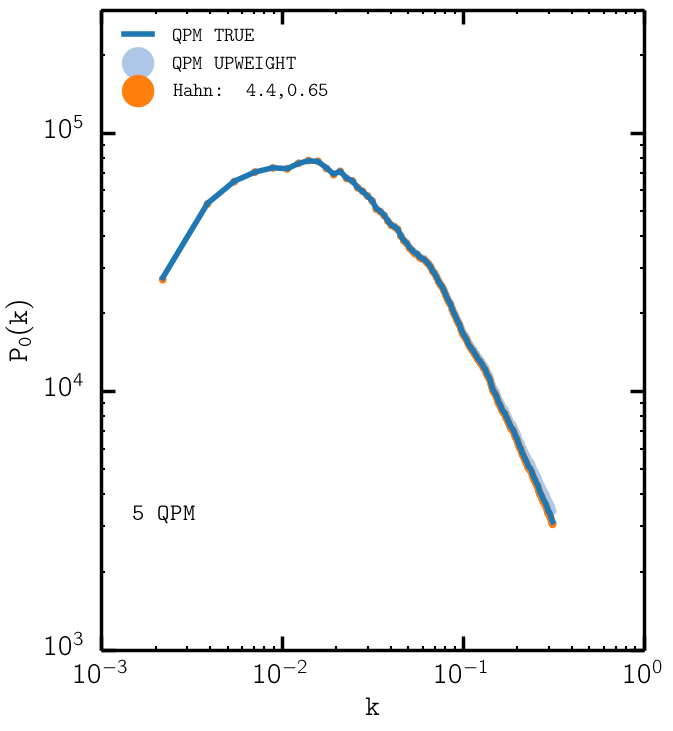 QPM TRUE
QPM UPWEIGHT
Hahn: 4.4,0.65
10^5
10^4
10^3
P_0(k)
5 QPM
10^-3 10^-2 10^-1 10^0
k